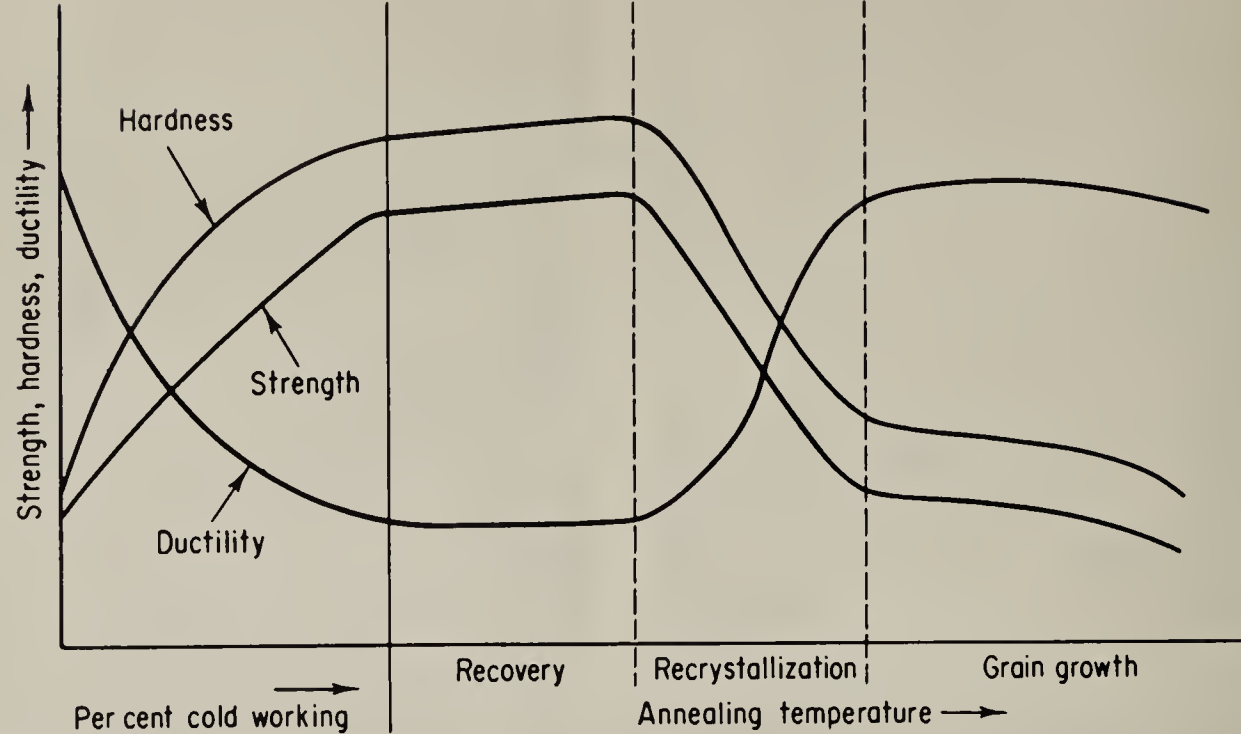 Strength, hardness, ductility
Hardness
Strength
Ductility
Recovery
Recrystallization
Grain growth
Per cent cold working
Annealing temperature